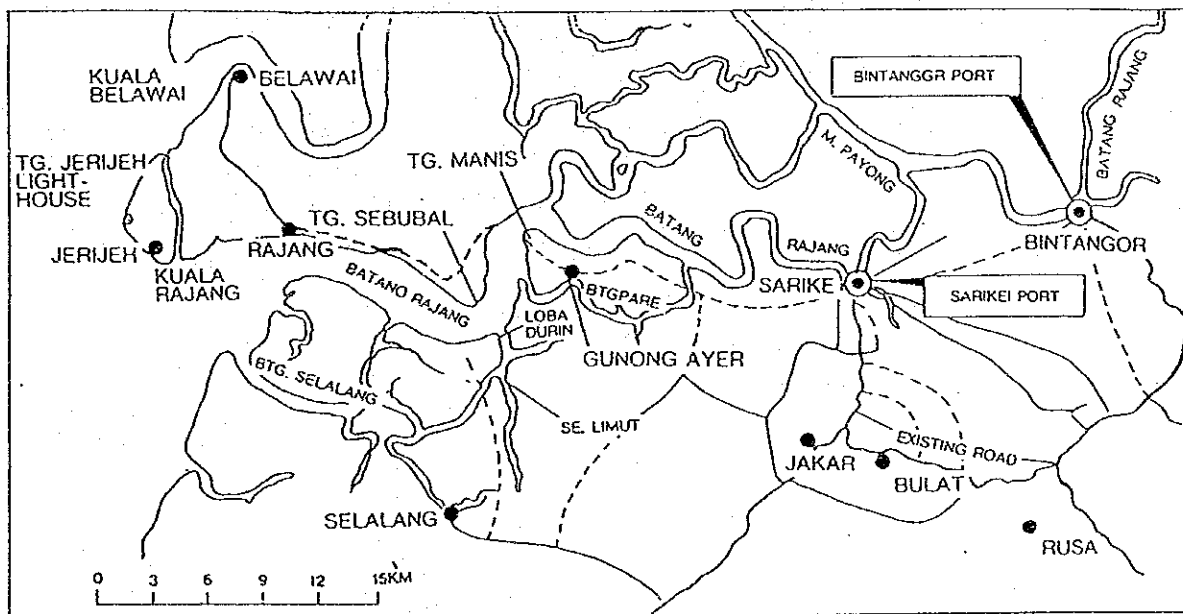 KUALA
BELAWAI
BELAWAI
BINTANGGR PORT
BATANG RAJANG
TG. JERIJEH
LIGHT-
HOUSE
TG. MANIS
M. PAYONG
TG. SEBUBAL
BATANG
RAJANG
JERIJEH
RAJANG
KUALA
RAJANG
BATANO RAJANG
BTGPARE
SARIKE
BINTANGOR
SARIKEI PORT
LOBA
DURIN
GUNONG AYER
BTG. SELALANG
SE. LIMUT
EXISTING ROAD
JAKAR
BULAT
SELALANG
RUSA
0 3 6 9 12 15KM